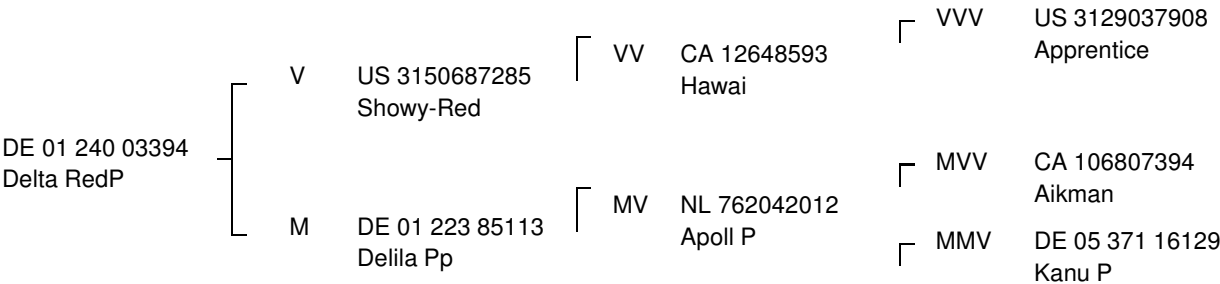 DE 01 240 03394
Delta RedP
V US 3150687285
Showy-Red
M DE 01 223 85113
Delila Pp
VV CA 12648593
Hawai
MV NL 762042012
Apoll P
VVV US 3129037908
Apprentice
MVV CA 106807394
Aikman
MMV DE 05 371 16129
Kanu P